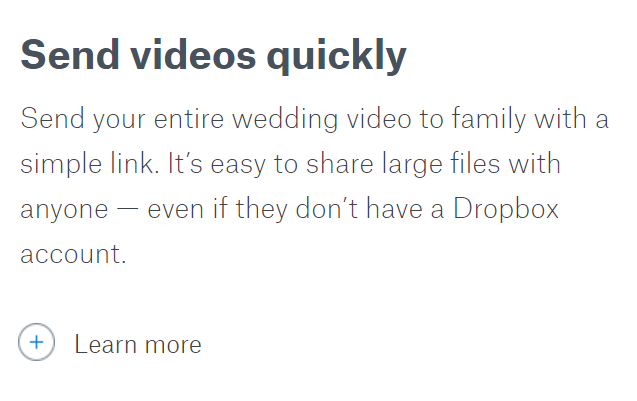 Send videos quickly
Send your entire wedding video to family with a
simple link. It’s easy to share large files with
anyone — even if they don’t have a Dropbox
account.
Learn more